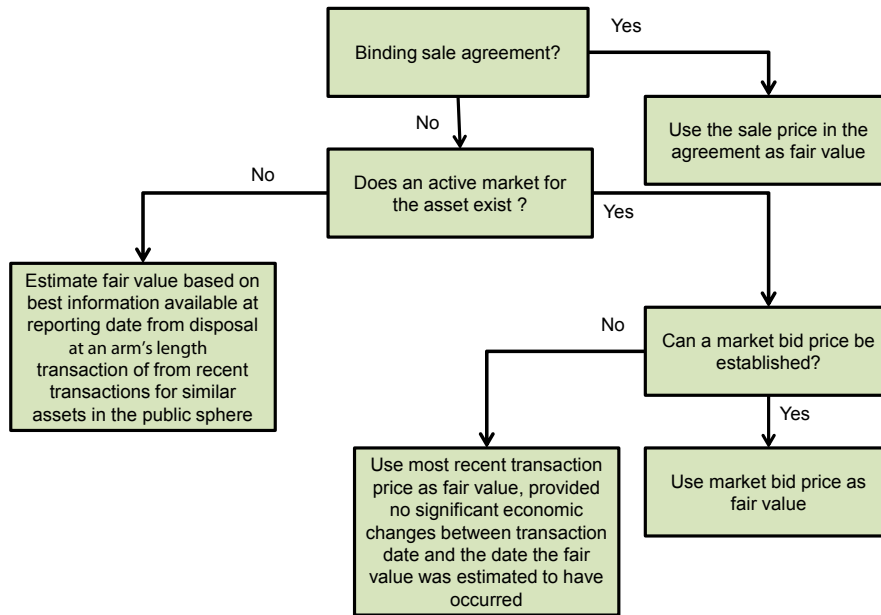 Binding sale agreement?
Yes
No
Use the sale price in the
agreement as fair value
Does an active market for
the asset exist ?
No
Yes
Estimate fair value based on
best information available at
reporting date from disposal
at an arm’s length
transaction of from recent
transactions for similar
assets in the public sphere
Can a market bid price be
established?
No
Yes
Use most recent transaction
price as fair value, provided
no significant economic
changes between transaction
date and the date the fair
value was estimated to have
occurred
Use market bid price as
fair value